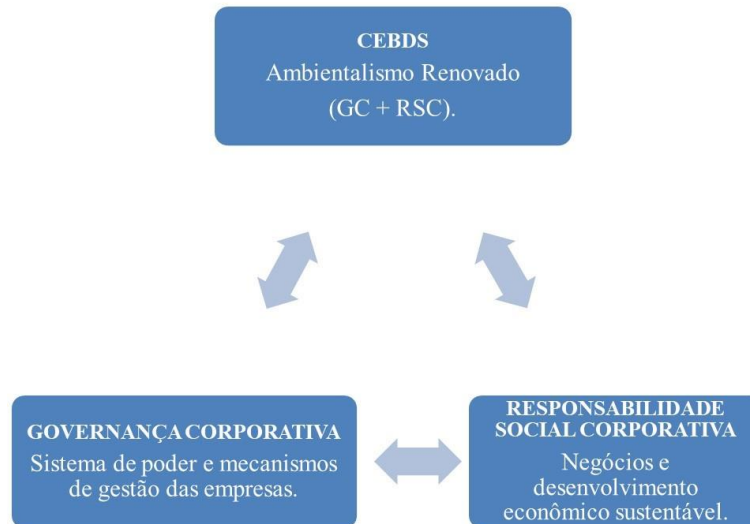 CEBDS
Ambientalismo Renovado
(GC + RSC).
GOVERNANÇA CORPORATIVA
Sistema de poder e mecanismos
de gestão das empresas.
RESPONSABILIDADE
SOCIAL CORPORATIVA
Negócios e
desenvolvimento
econômico sustentável.